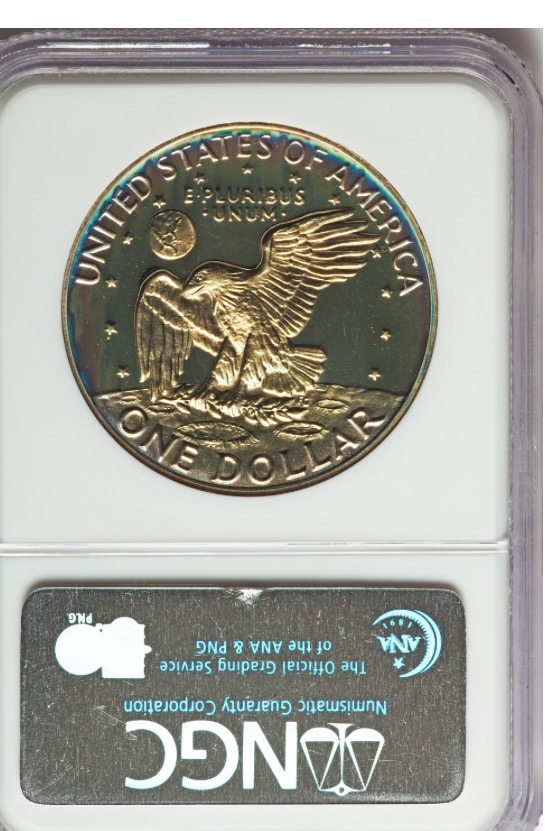 UNITED STATES OF AMERICA
E·PLURIBUS
·UNUM·
ONE DOLLAR
NGC
Numismatic Guaranty Corporation
The Official Grading Service
of the ANA & PNG
ANA
1891
P.N.G.